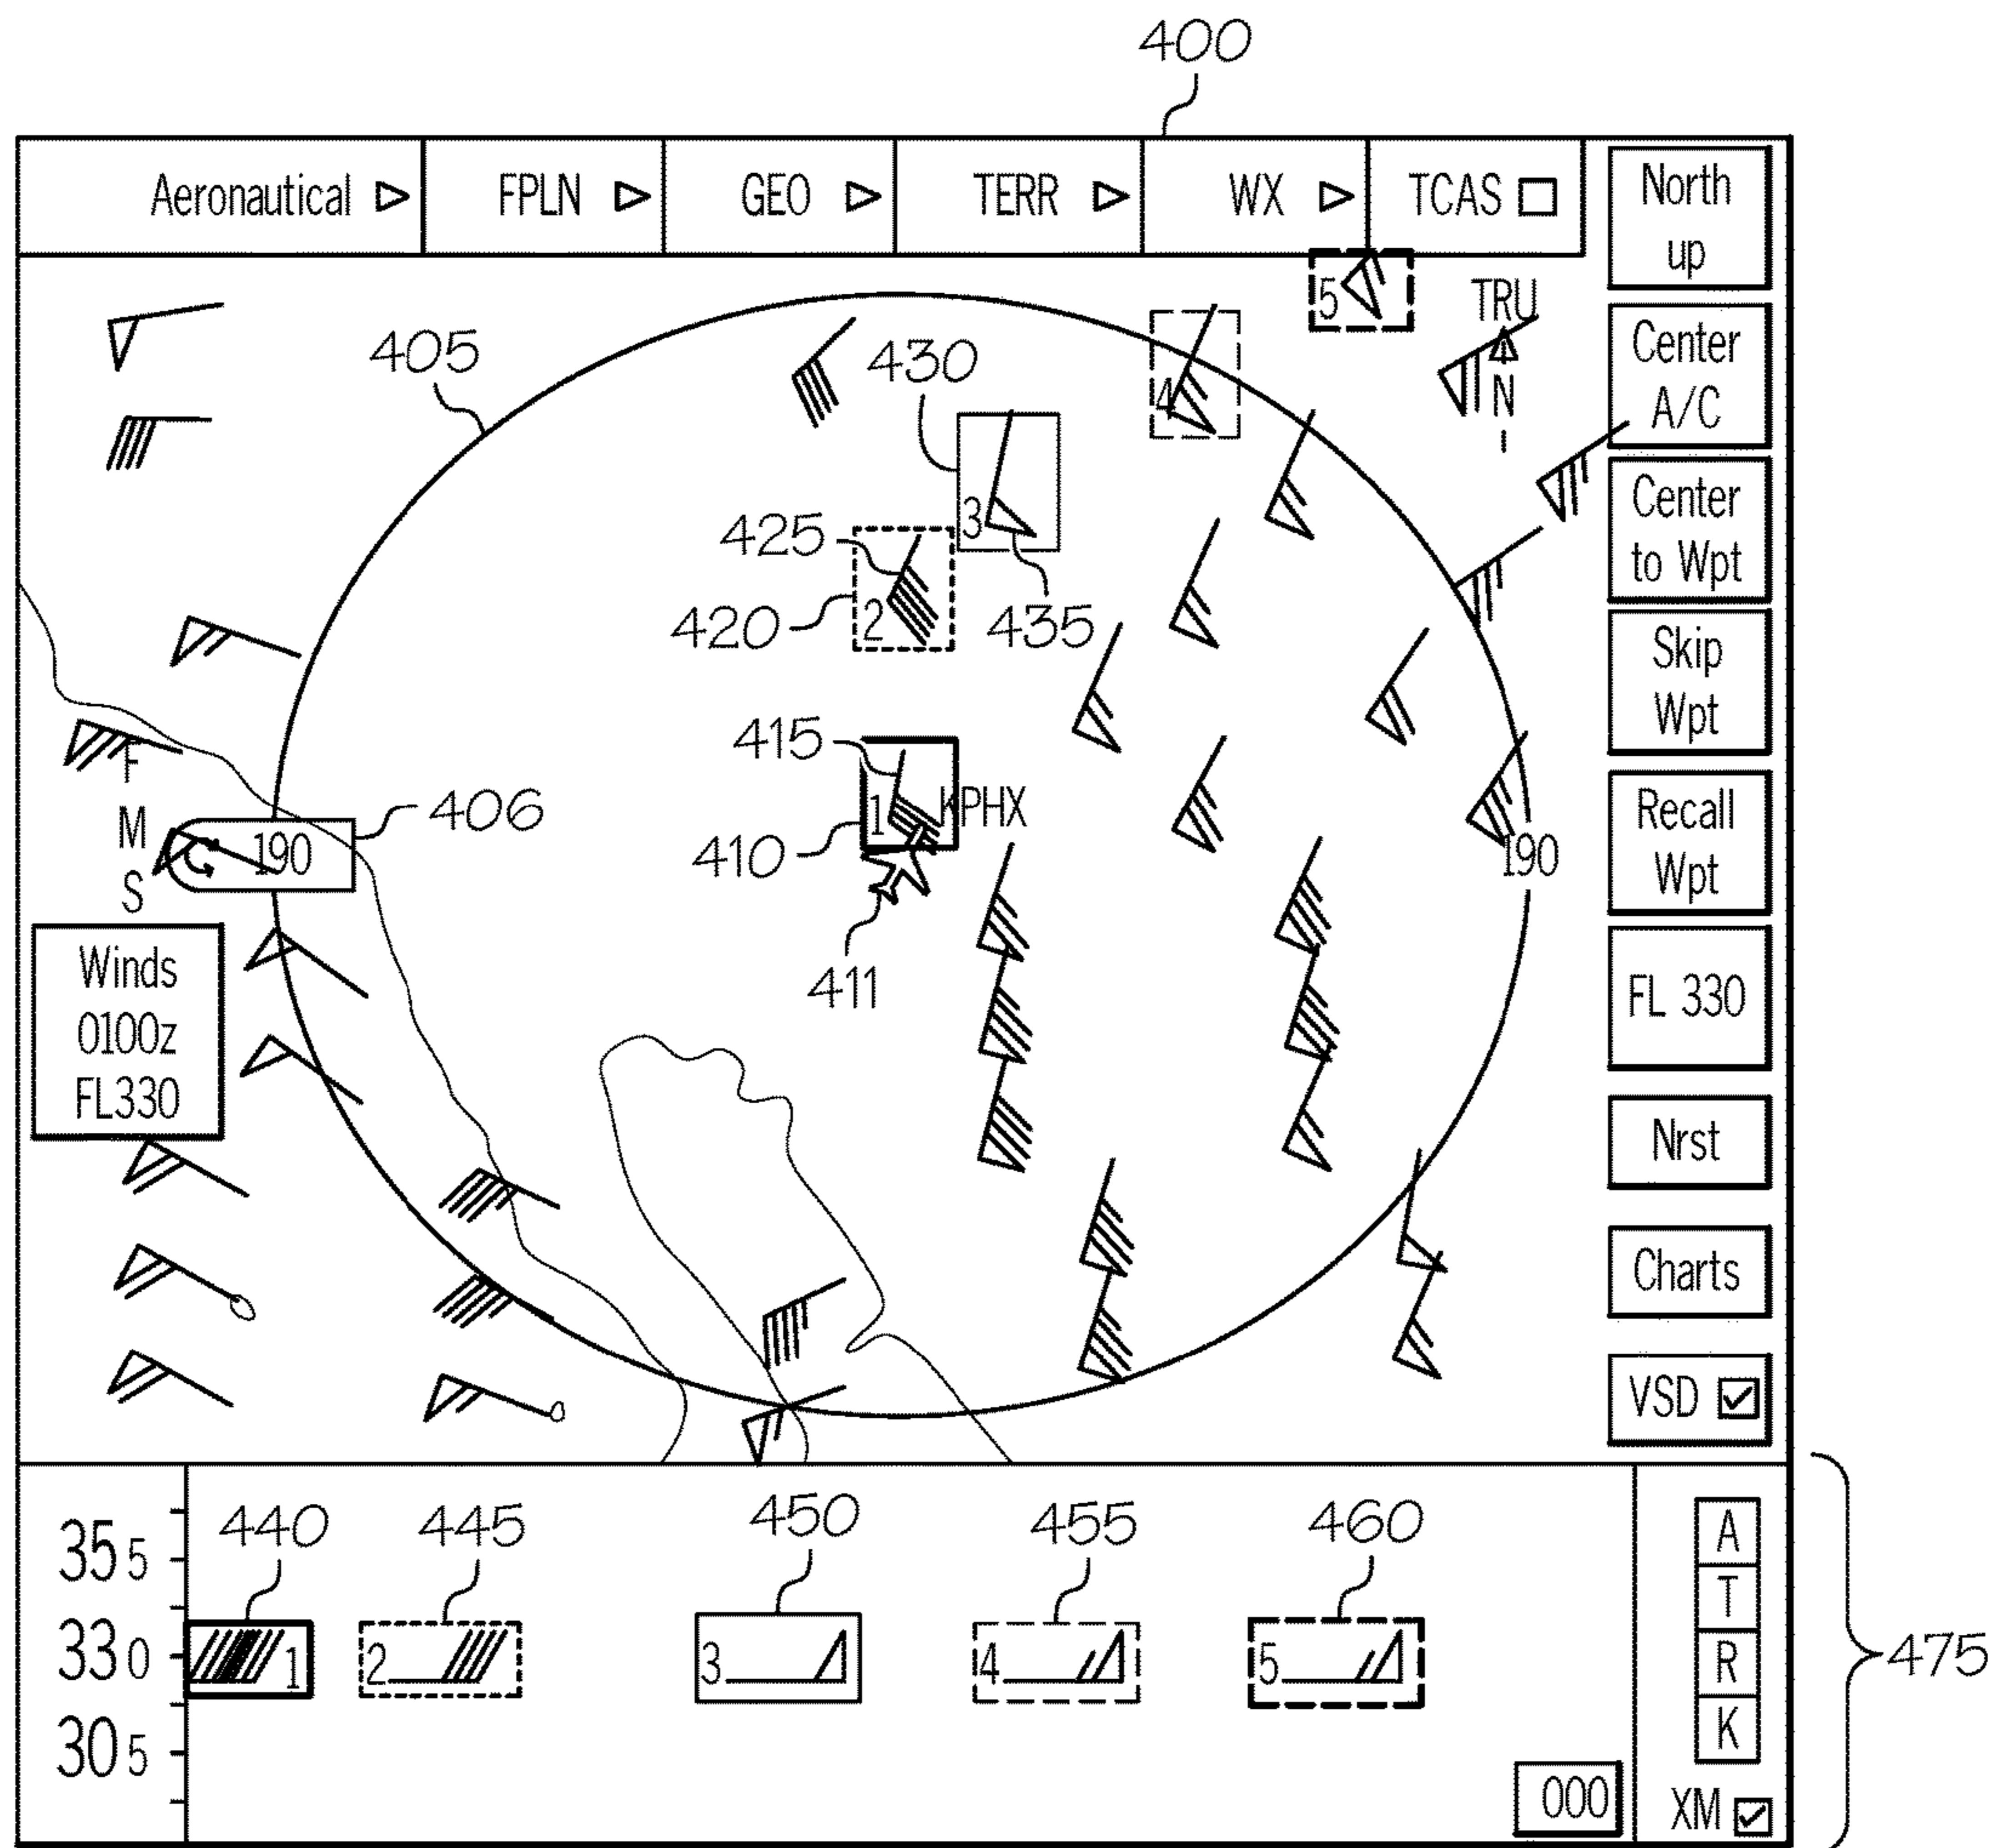 400
Aeronautical FPLN GEO TERR WX TCAS
North
up
5
TRU
N
405
430
4
Center
A/C
3
425
420
2
435
Center
to Wpt
Skip
Wpt
415
1
KPHX
410
411
F
M
S
190
406
190
Recall
Wpt
Winds
0100z
FL330
FL 330
Nrst
Charts
VSD
440 445 450 455 460
35 5
33 0
30 5
1
2
3
4
5
A
T
R
K
475
000
XM